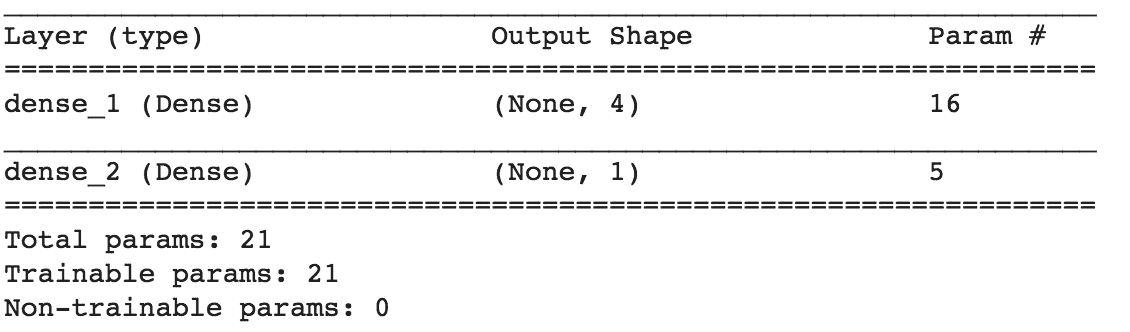 Layer (type) Output Shape Param #
=================================================================
dense_1 (Dense) (None, 4) 16
_________________________________________________________________
dense_2 (Dense) (None, 1) 5
=================================================================
Total params: 21
Trainable params: 21
Non-trainable params: 0